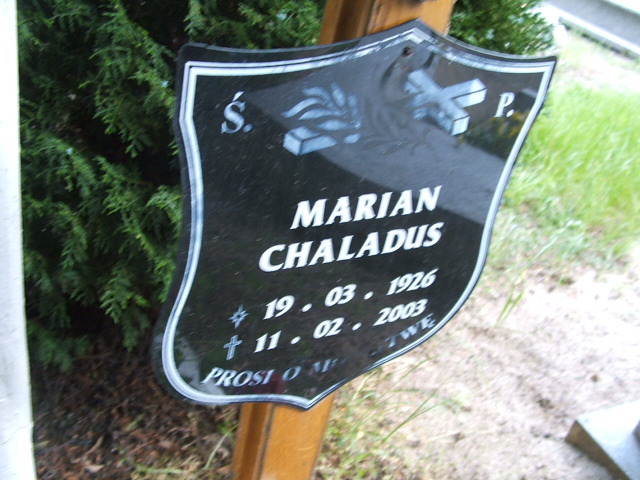 Ś. P.
MARIAN
CHALADUS
19 . 03 . 1926
11 . 02 . 2003
PROSI O